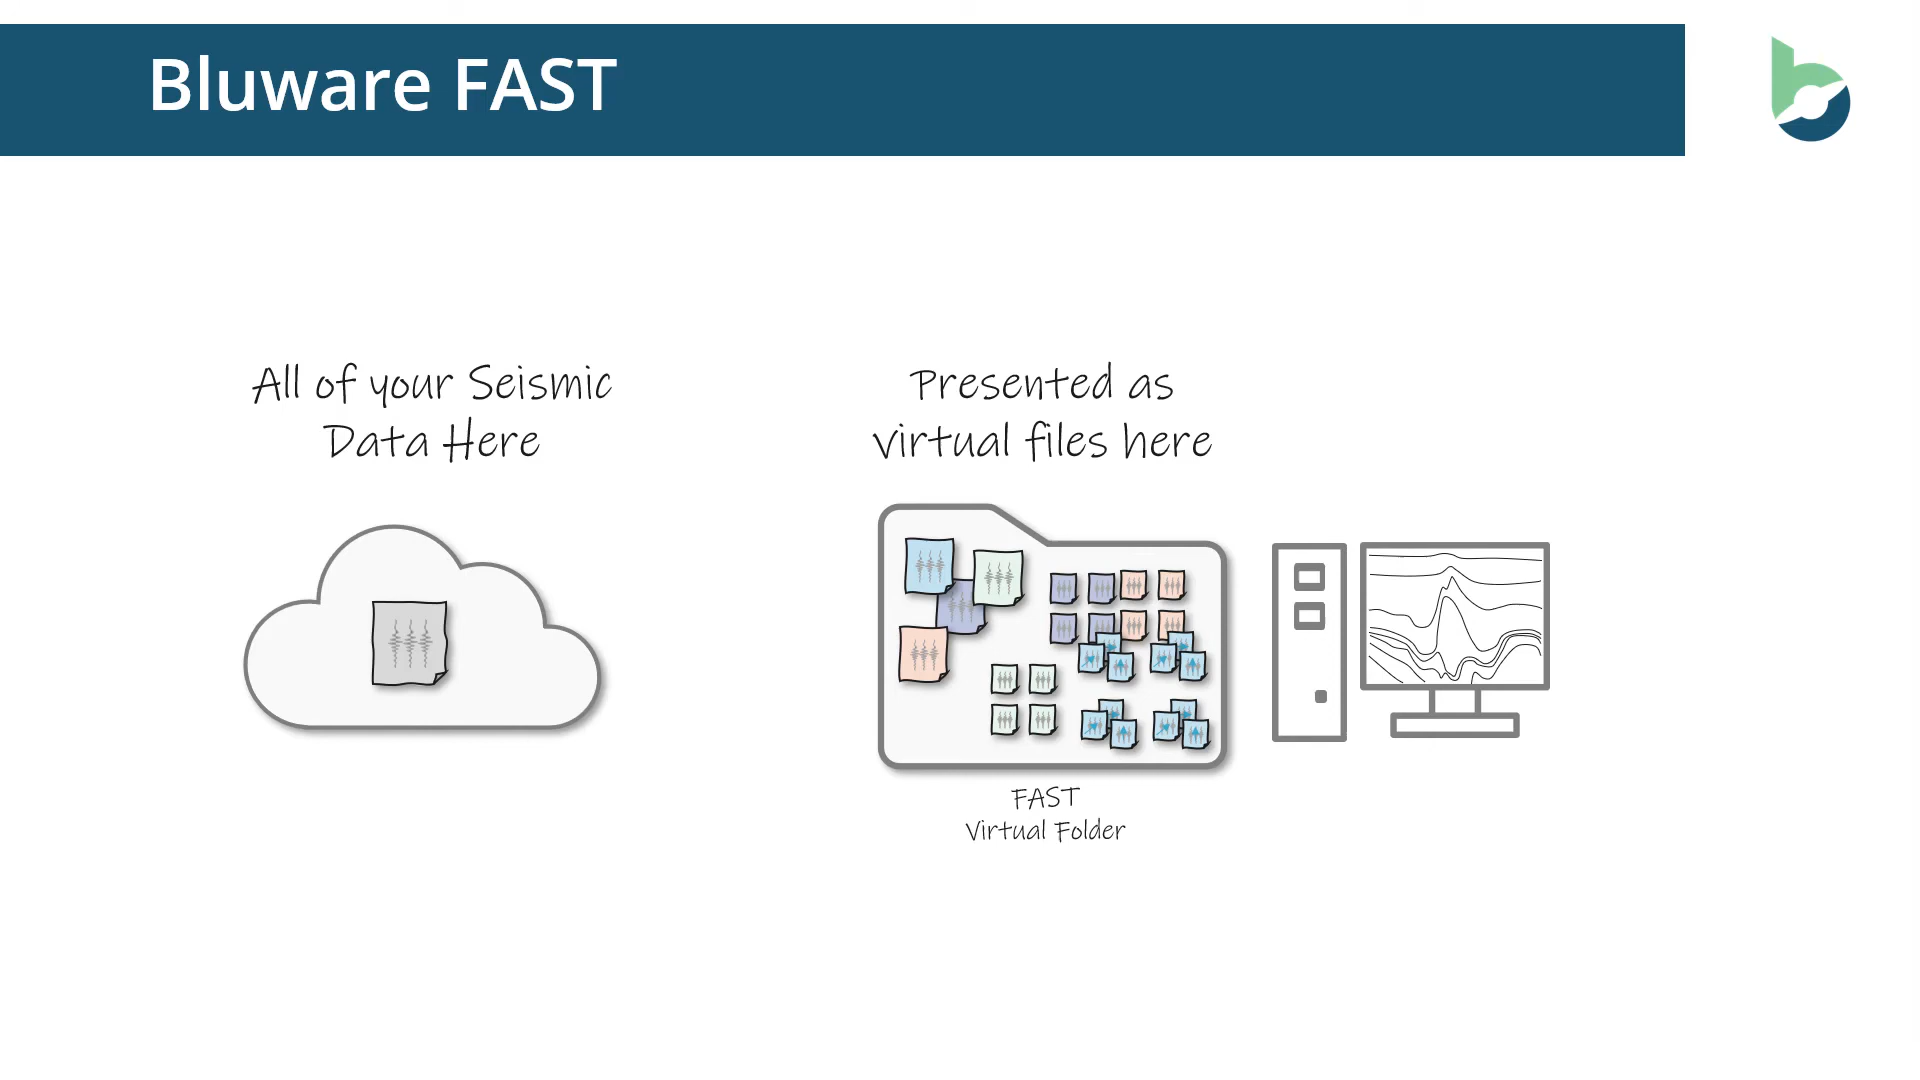 Bluware FAST
All of your Seismic
Data Here
Presented as
virtual files here
FAST
Virtual Folder